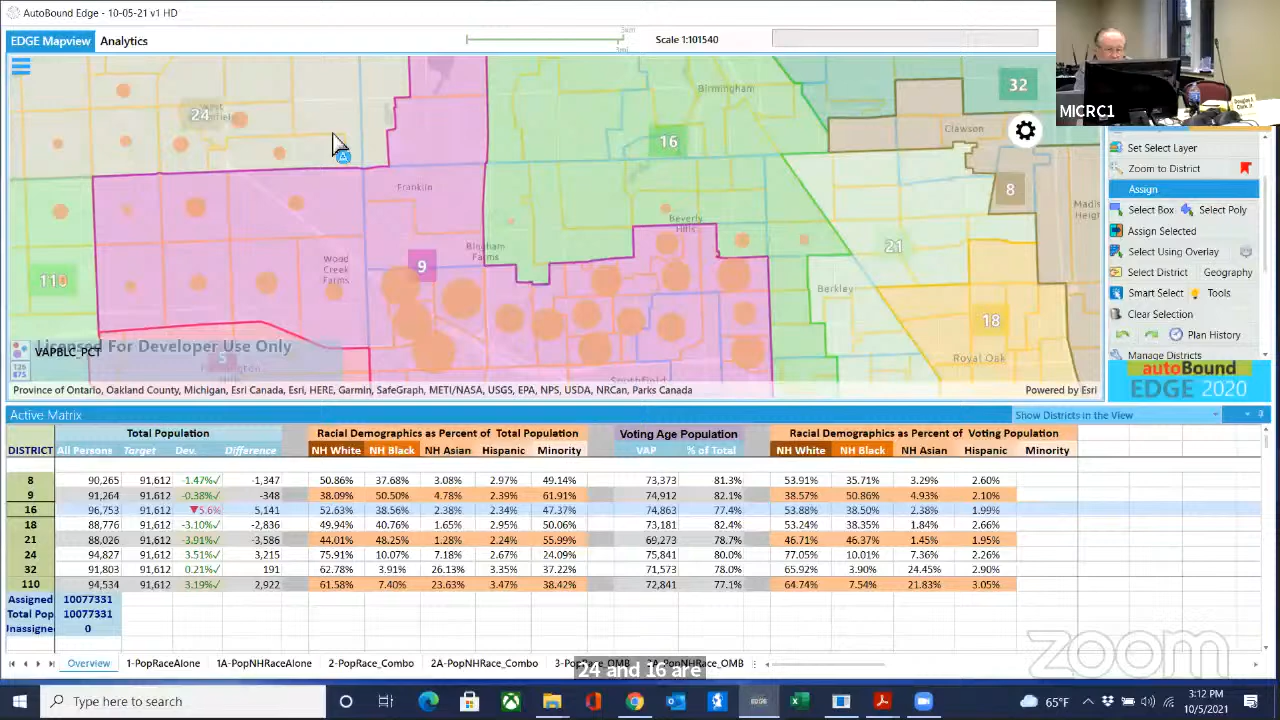 AutoBound Edge - 10-05-21 v1 HD
EDGE Mapview Analytics
Scale 1:101540
MICRC1
24
16
32
Birmingham
Clawson
8
Franklin
Beverly
Hills
Bingham
Farms
Wood
Creek
Farms
9
110
21
Berkley
18
Royal Oak
Southfield
Licensed For Developer Use Only
VAPBLC_PCT
Province of Ontario, Oakland County, Michigan, Esri Canada, Esri, HERE, Garmin, SafeGraph, METI/NASA, USGS, EPA, NPS, USDA, NRCan, Parks Canada
Powered by Esri
Set Select Layer
Zoom to District
Assign
Select Box Select Poly
Assign Selected
Select Using Overlay
Select District Geography
Smart Select Tools
Clear Selection
Plan History
Manage Districts
autoBound
EDGE 2020
Active Matrix
Show Districts in the View
Total Population Racial Demographics as Percent of Total Population Voting Age Population Racial Demographics as Percent of Voting Population
DISTRICT All Persons Target Dev. Difference NH White NH Black NH Asian Hispanic Minority VAP % of Total NH White NH Black NH Asian Hispanic Minority
8 90,265 91,612 -1.47% -1,347 50.86% 37.68% 3.08% 2.97% 49.14% 73,373 81.3% 53.91% 35.71% 3.29% 2.60%
9 91,264 91,612 -0.38% -348 38.09% 50.50% 4.78% 2.39% 61.91% 74,912 82.1% 38.57% 50.86% 4.93% 2.10%
16 96,753 91,612 5.6% 5,141 52.63% 38.56% 2.38% 2.34% 47.37% 74,863 77.4% 53.88% 38.50% 2.38% 1.99%
18 88,776 91,612 -3.10% -2,836 49.94% 40.76% 1.65% 2.95% 50.06% 73,181 82.4% 53.24% 38.35% 1.84% 2.66%
21 88,026 91,612 -3.91% -3,586 44.01% 48.25% 1.28% 2.24% 55.99% 69,273 78.7% 46.71% 46.37% 1.45% 1.95%
24 94,827 91,612 3.51% 3,215 75.91% 10.07% 7.18% 2.67% 24.09% 75,841 80.0% 77.05% 10.01% 7.36% 2.26%
32 91,803 91,612 0.21% 191 62.78% 3.91% 26.13% 3.35% 37.22% 71,573 78.0% 65.92% 3.90% 24.45% 2.90%
110 94,534 91,612 3.19% 2,922 61.58% 7.40% 23.63% 3.47% 38.42% 72,841 77.1% 64.74% 7.54% 21.83% 3.05%
Assigned 10077331
Total Pop 10077331
Unassigned 0
Overview 1-PopRaceAlone 1A-PopNHRaceAlone 2-PopRace_Combo 2A-PopNHRace_Combo
24 and 16 are
zoom
Type here to search
EDGE
65°F
3:12 PM
10/5/2021